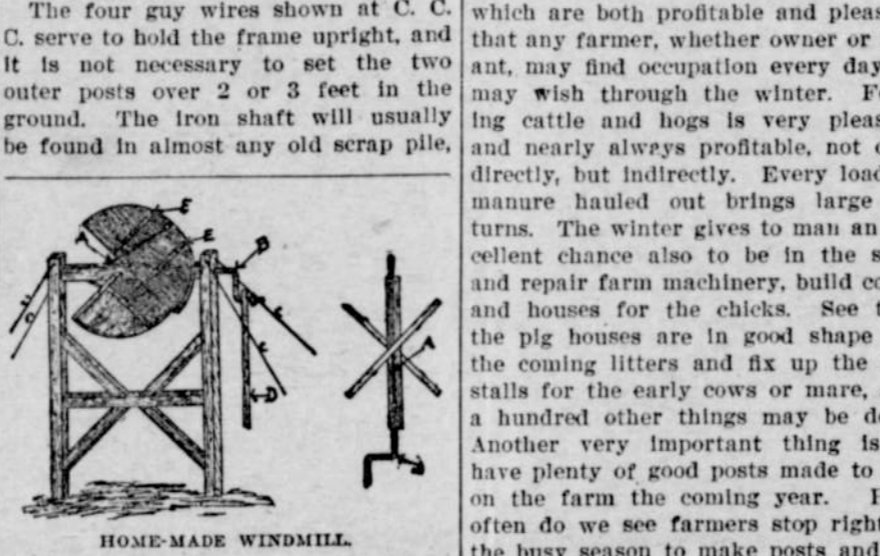 The four guy wires shown at C. C.
C. serve to hold the frame upright, and
it is not necessary to set the two
outer posts over 2 or 3 feet in the
ground. The iron shaft will usually
be found in almost any old scrap pile,
E
A
E
B
C
C
C
C
D
A
HOME-MADE WINDMILL.
which are both profitable and pleas
that any farmer, whether owner or
ant, may find occupation every day
may wish through the winter. Fe
ing cattle and hogs is very pleas
and nearly always profitable, not
directly, but indirectly. Every load
manure hauled out brings large
turns. The winter gives to man an
cellent chance also to be in the s
and repair farm machinery, build co
and houses for the chicks. See t
the pig houses are in good shape
the coming litters and fix up the
stalls for the early cows or mare,
a hundred other things may be do
Another very important thing is
have plenty of good posts made to
on the farm the coming year. H
often do we see farmers stop right
the busy season to make posts and